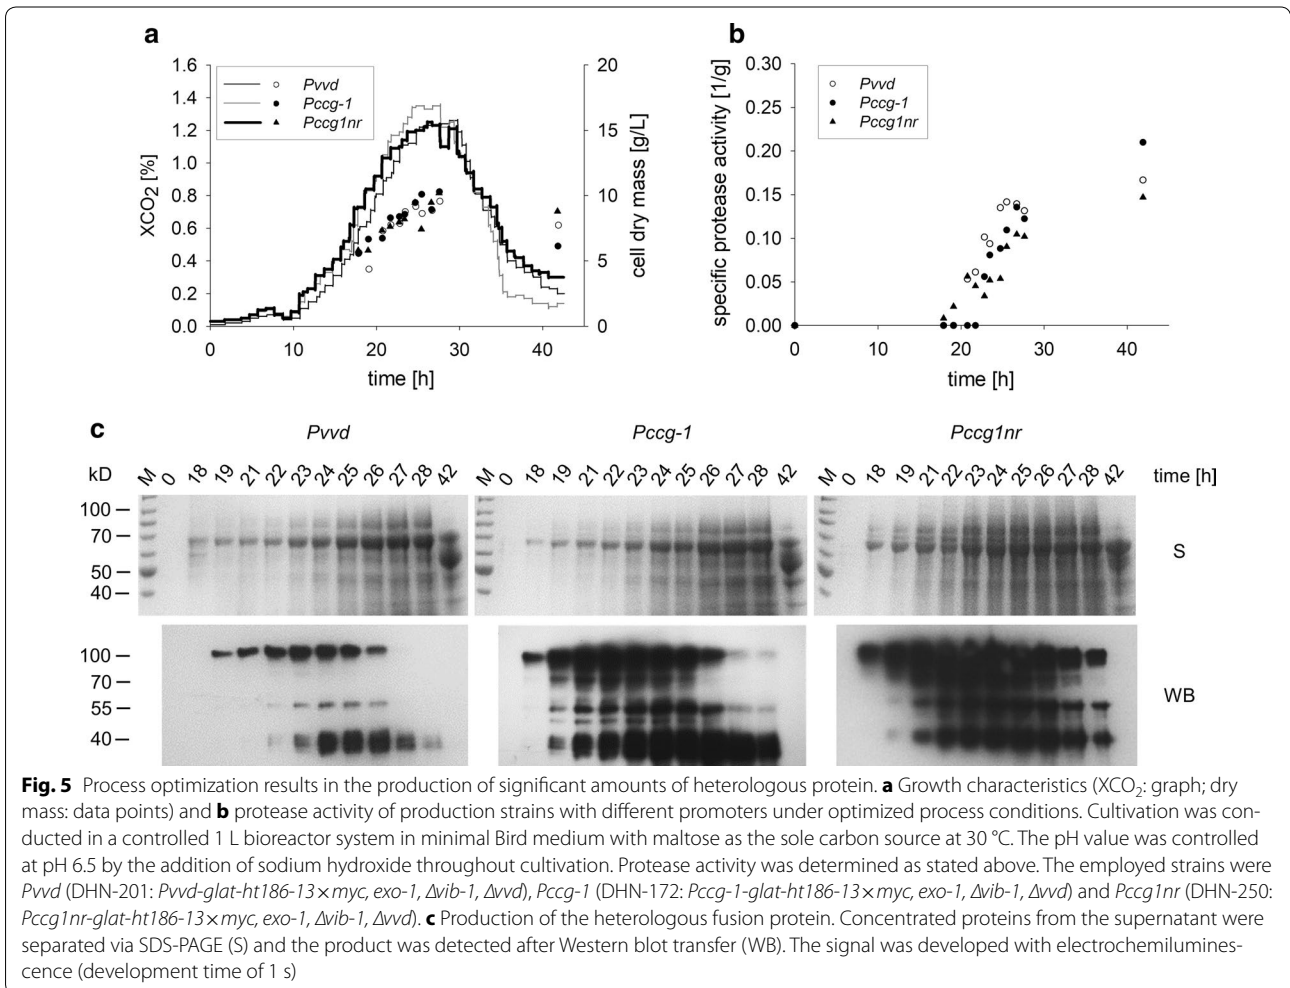 a
b
1.6
1.4
1.2
1.0
0.8
0.6
0.4
0.2
0.0
XCO2 [%]
20
15
10
5
0
cell dry mass [g/L]
Pvvd
Pccg-1
Pccg1nr
0 10 20 30 40
time [h]
0.30
0.25
0.20
0.15
0.10
0.05
0.00
specific protease activity [1/g]
Pvvd
Pccg-1
Pccg1nr
0 10 20 30 40
time [h]
c
Pvvd Pccg-1 Pccg1nr
kD M 0 18 19 21 22 23 24 25 26 27 28 42 M 0 18 19 21 22 23 24 25 26 27 28 42 M 0 18 19 21 22 23 24 25 26 27 28 42 time [h]
100
70
50
40
S
100
70
55
40
WB
Fig. 5 Process optimization results in the production of significant amounts of heterologous protein. a Growth characteristics (XCO2: graph; dry
mass: data points) and b protease activity of production strains with different promoters under optimized process conditions. Cultivation was con-
ducted in a controlled 1 L bioreactor system in minimal Bird medium with maltose as the sole carbon source at 30 °C. The pH value was controlled
at pH 6.5 by the addition of sodium hydroxide throughout cultivation. Protease activity was determined as stated above. The employed strains were
Pvvd (DHN-201: Pvvd-glat-ht186-13×myc, exo-1, Δvib-1, Δvvd), Pccg-1 (DHN-172: Pccg-1-glat-ht186-13×myc, exo-1, Δvib-1, Δvvd) and Pccg1nr (DHN-250:
Pccg1nr-glat-ht186-13×myc, exo-1, Δvib-1, Δvvd). c Production of the heterologous fusion protein. Concentrated proteins from the supernatant were
separated via SDS-PAGE (S) and the product was detected after Western blot transfer (WB). The signal was developed with electrochemilumines-
cence (development time of 1 s)